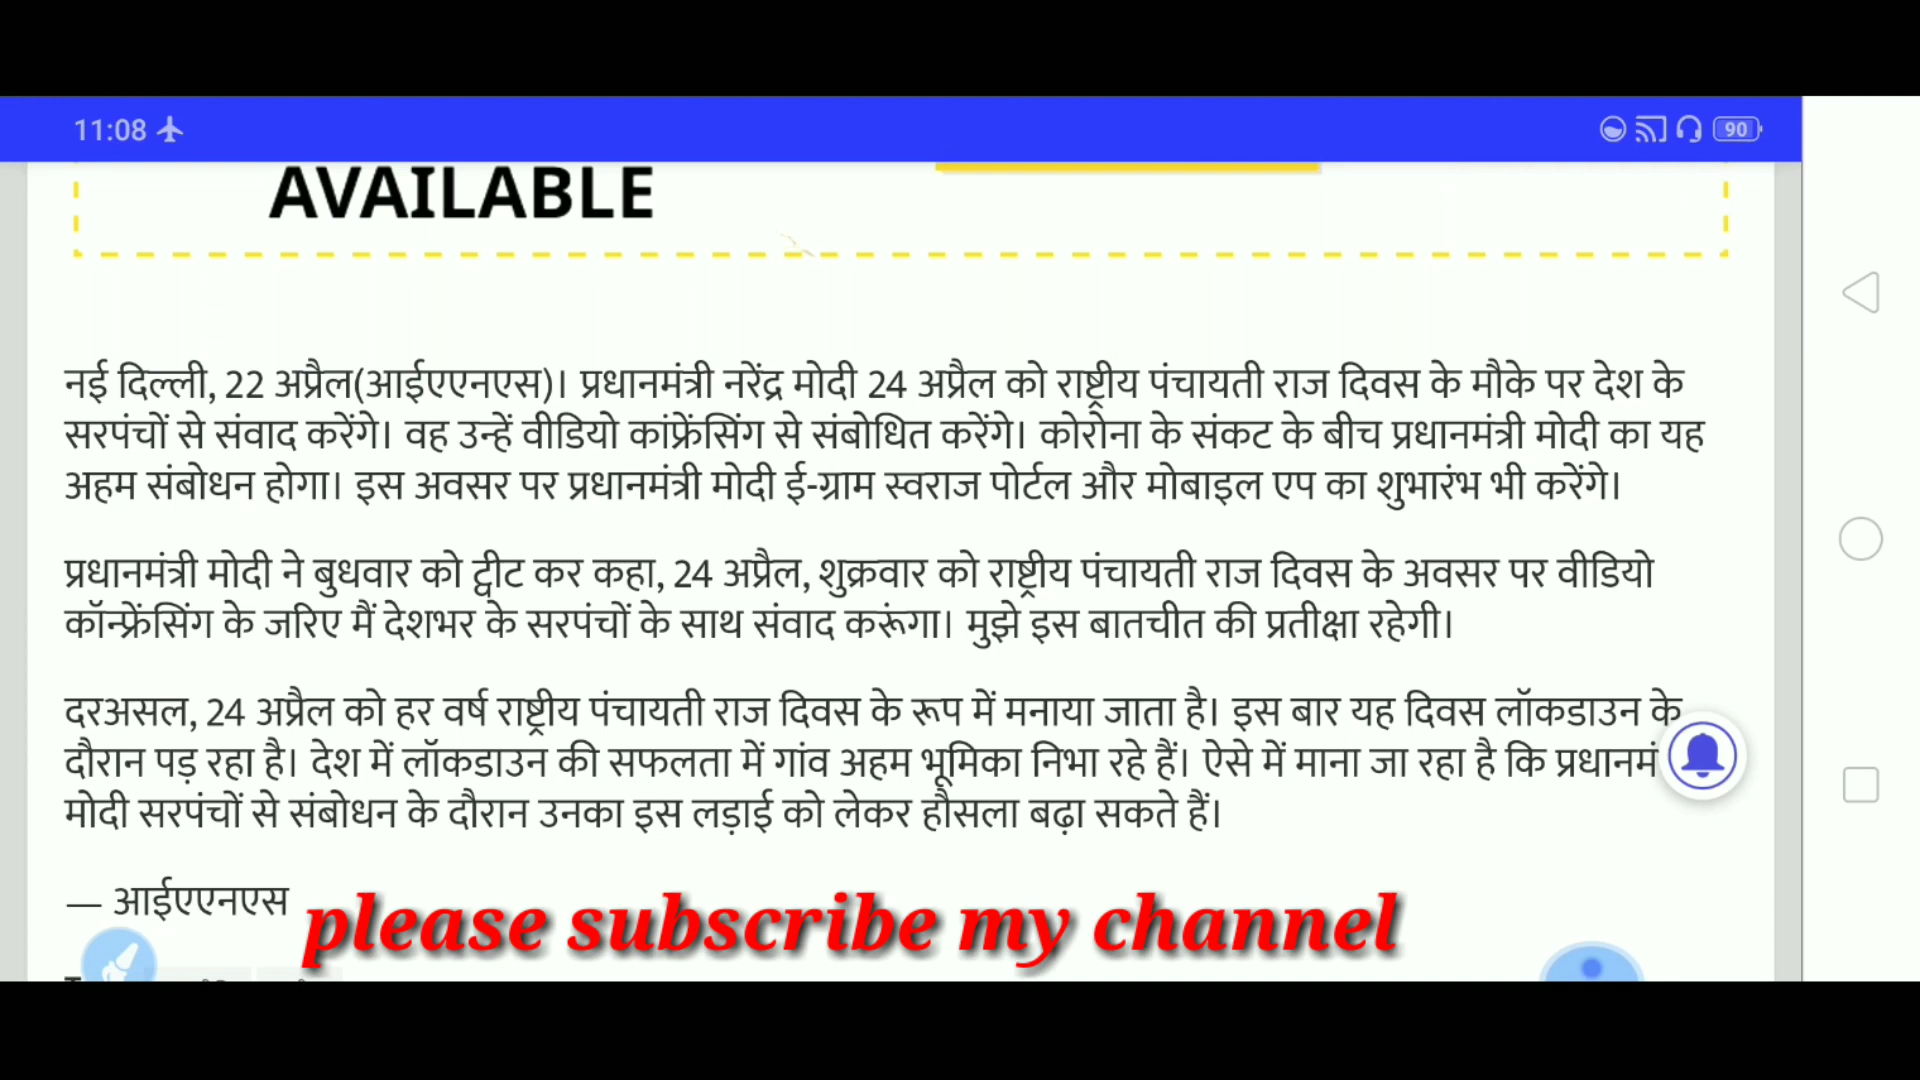 11:08
90
AVAILABLE
नई दिल्ली, 22 अप्रैल(आईएएनएस)। प्रधानमंत्री नरेंद्र मोदी 24 अप्रैल को राष्ट्रीय पंचायती राज दिवस के मौके पर देश के
सरपंचों से संवाद करेंगे। वह उन्हें वीडियो कांफ्रेंसिंग से संबोधित करेंगे। कोरोना के संकट के बीच प्रधानमंत्री मोदी का यह
अहम संबोधन होगा। इस अवसर पर प्रधानमंत्री मोदी ई-ग्राम स्वराज पोर्टल और मोबाइल एप का शुभारंभ भी करेंगे।
प्रधानमंत्री मोदी ने बुधवार को ट्वीट कर कहा, 24 अप्रैल, शुक्रवार को राष्ट्रीय पंचायती राज दिवस के अवसर पर वीडियो
कॉन्फ्रेंसिंग के जरिए मैं देशभर के सरपंचों के साथ संवाद करूंगा। मुझे इस बातचीत की प्रतीक्षा रहेगी।
दरअसल, 24 अप्रैल को हर वर्ष राष्ट्रीय पंचायती राज दिवस के रूप में मनाया जाता है। इस बार यह दिवस लॉकडाउन के
दौरान पड़ रहा है। देश में लॉकडाउन की सफलता में गांव अहम भूमिका निभा रहे हैं। ऐसे में माना जा रहा है कि प्रधानमं
मोदी सरपंचों से संबोधन के दौरान उनका इस लड़ाई को लेकर हौसला बढ़ा सकते हैं।
— आईएएनएस
please subscribe my channel